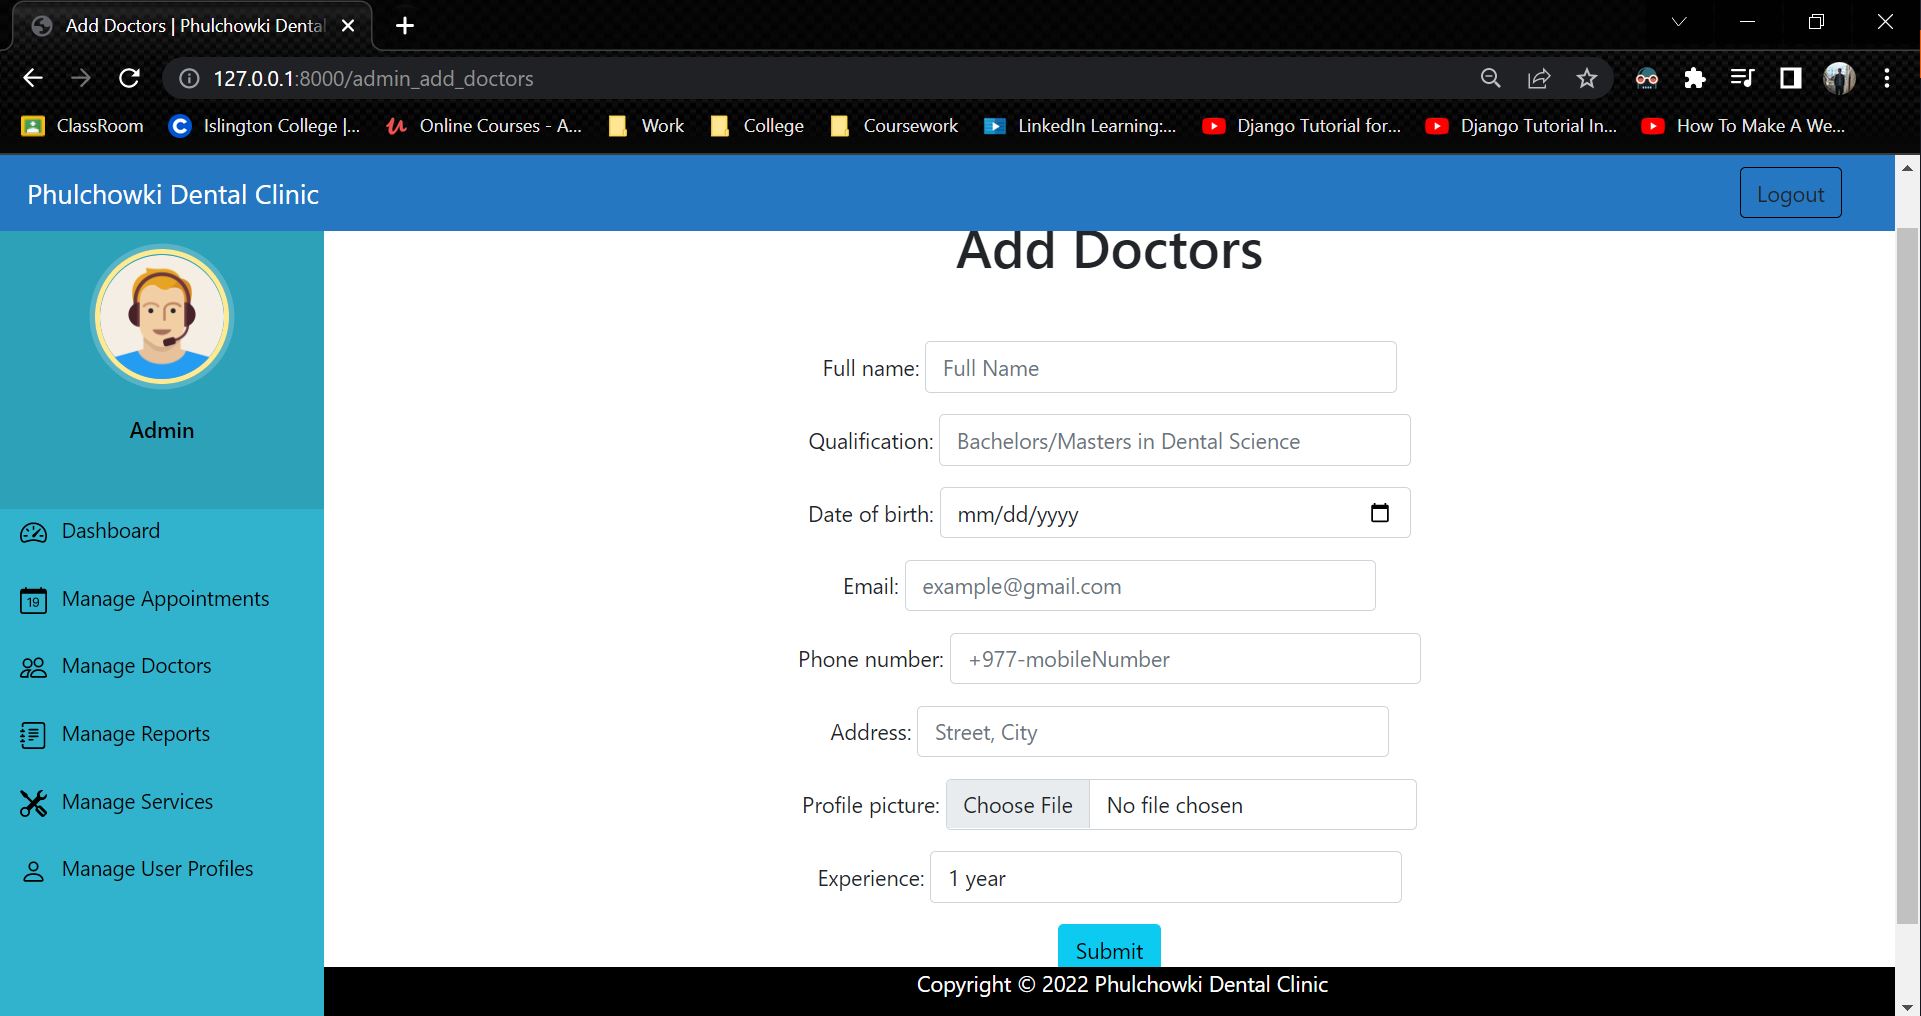 Add Doctors | Phulchowki Denta
127.0.0.1:8000/admin_add_doctors
ClassRoom Islington College |... Online Courses - A... Work College Coursework LinkedIn Learning:... Django Tutorial for... Django Tutorial In... How To Make A We...
Phulchowki Dental Clinic Logout
Add Doctors
Admin
Dashboard
19 Manage Appointments
Manage Doctors
Manage Reports
Manage Services
Manage User Profiles
Full name: Full Name
Qualification: Bachelors/Masters in Dental Science
Date of birth: mm/dd/yyyy
Email: example@gmail.com
Phone number: +977-mobileNumber
Address: Street, City
Profile picture: Choose File No file chosen
Experience: 1 year
Submit
Copyright © 2022 Phulchowki Dental Clinic